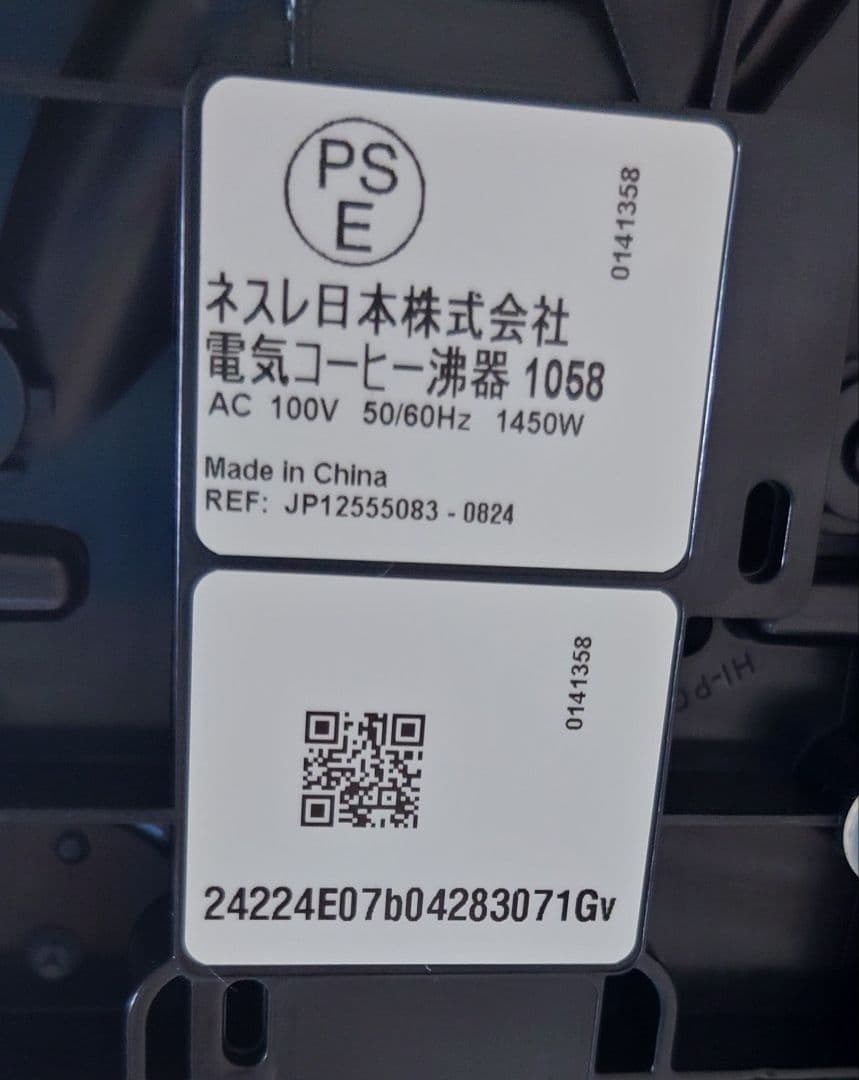 PS
E
0141358
ネスレ日本株式会社
電気コーヒー沸器 1058
AC 100V 50/60Hz 1450W
Made in China
REF: JP12555083 - 0824
0141358
24224E07b04283071Gv